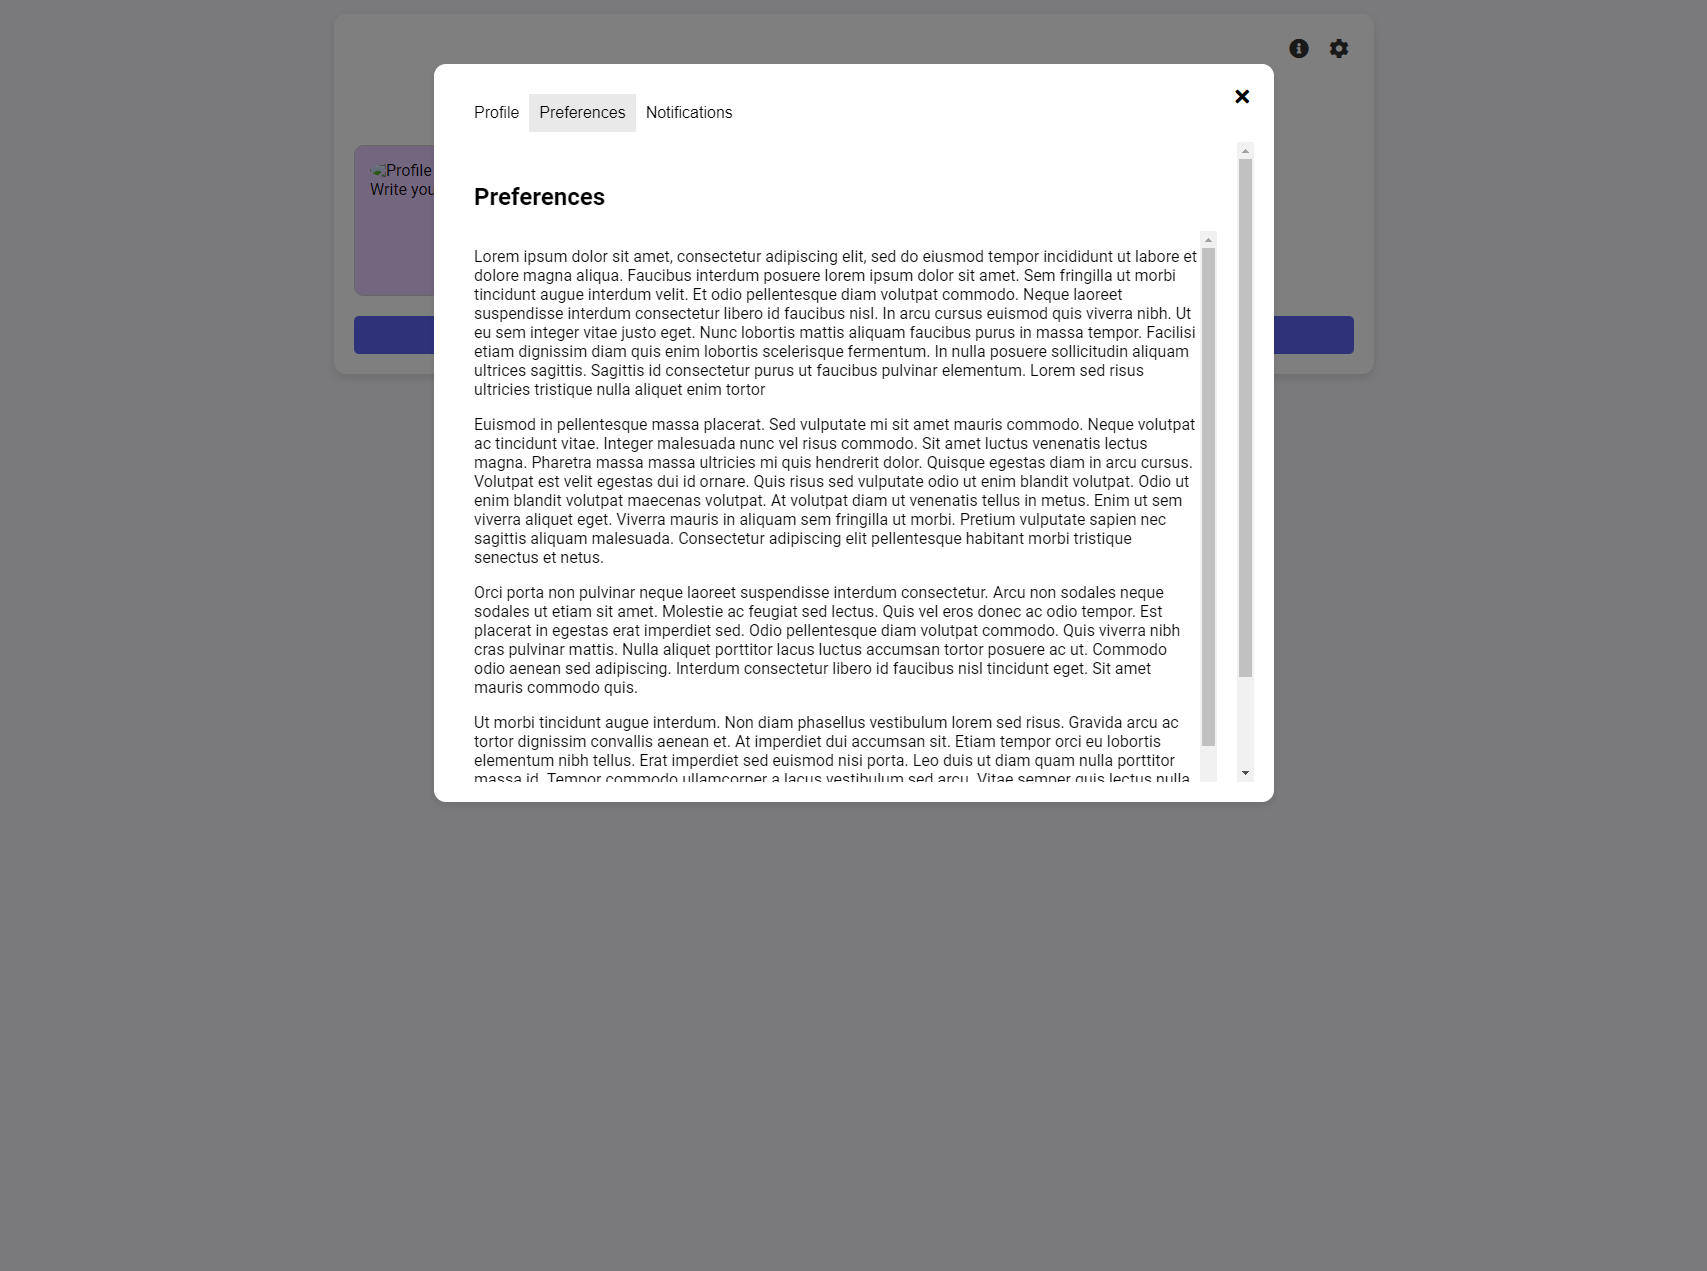 Profile Preferences Notifications
Profile
Write you
Preferences
Lorem ipsum dolor sit amet, consectetur adipiscing elit, sed do eiusmod tempor incididunt ut labore et
dolore magna aliqua. Faucibus interdum posuere lorem ipsum dolor sit amet. Sem fringilla ut morbi
tincidunt augue interdum velit. Et odio pellentesque diam volutpat commodo. Neque laoreet
suspendisse interdum consectetur libero id faucibus nisl. In arcu cursus euismod quis viverra nibh. Ut
eu sem integer vitae justo eget. Nunc lobortis mattis aliquam faucibus purus in massa tempor. Facilisi
etiam dignissim diam quis enim lobortis scelerisque fermentum. In nulla posuere sollicitudin aliquam
ultrices sagittis. Sagittis id consectetur purus ut faucibus pulvinar elementum. Lorem sed risus
ultricies tristique nulla aliquet enim tortor
Euismod in pellentesque massa placerat. Sed vulputate mi sit amet mauris commodo. Neque volutpat
ac tincidunt vitae. Integer malesuada nunc vel risus commodo. Sit amet luctus venenatis lectus
magna. Pharetra massa massa ultricies mi quis hendrerit dolor. Quisque egestas diam in arcu cursus.
Volutpat est velit egestas dui id ornare. Quis risus sed vulputate odio ut enim blandit volutpat. Odio ut
enim blandit volutpat maecenas volutpat. At volutpat diam ut venenatis tellus in metus. Enim ut sem
viverra aliquet eget. Viverra mauris in aliquam sem fringilla ut morbi. Pretium vulputate sapien nec
sagittis aliquam malesuada. Consectetur adipiscing elit pellentesque habitant morbi tristique
senectus et netus.
Orci porta non pulvinar neque laoreet suspendisse interdum consectetur. Arcu non sodales neque
sodales ut etiam sit amet. Molestie ac feugiat sed lectus. Quis vel eros donec ac odio tempor. Est
placerat in egestas erat imperdiet sed. Odio pellentesque diam volutpat commodo. Quis viverra nibh
cras pulvinar mattis. Nulla aliquet porttitor lacus luctus accumsan tortor posuere ac ut. Commodo
odio aenean sed adipiscing. Interdum consectetur libero id faucibus nisl tincidunt eget. Sit amet
mauris commodo quis.
Ut morbi tincidunt augue interdum. Non diam phasellus vestibulum lorem sed risus. Gravida arcu ac
tortor dignissim convallis aenean et. At imperdiet dui accumsan sit. Etiam tempor orci eu lobortis
elementum nibh tellus. Erat imperdiet sed euismod nisi porta. Leo duis ut diam quam nulla porttitor
massa id. Tempor commodo ullamcorper a lacus vestibulum sed arcu. Vitae semper quis lectus nulla